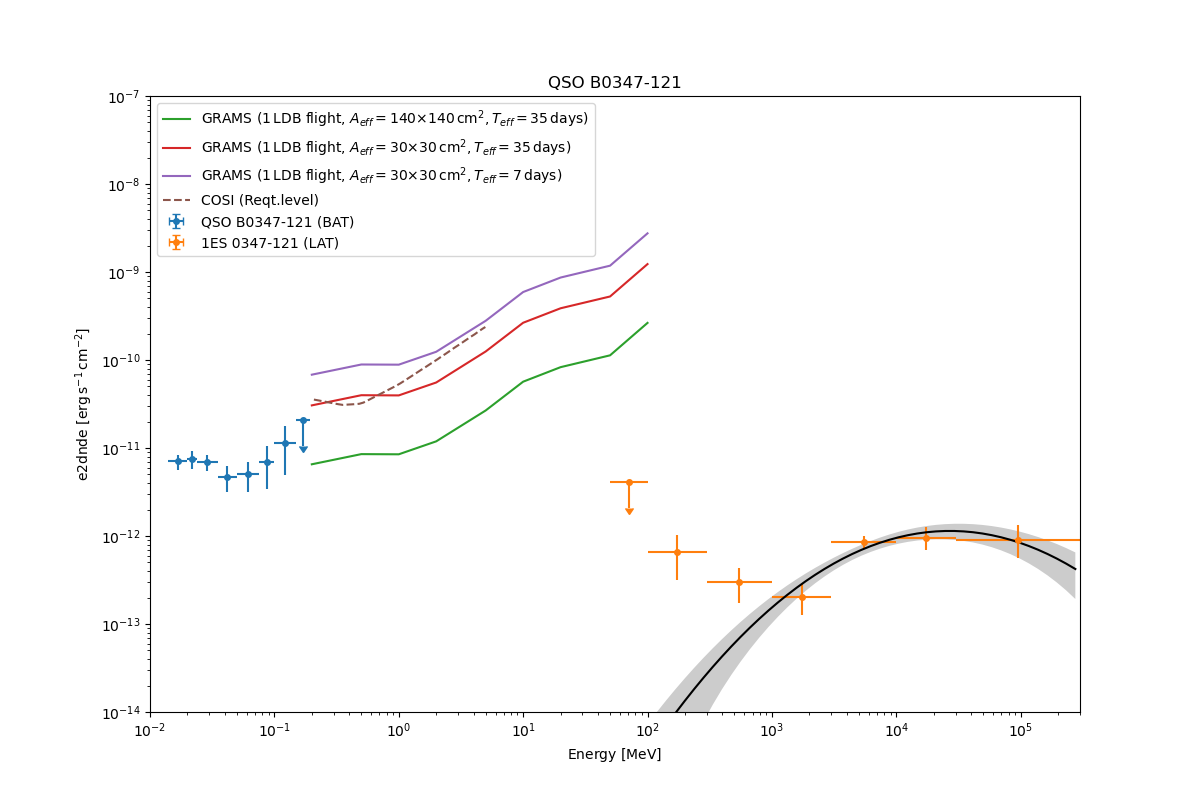 QSO B0347-121
10⁻⁷
10⁻⁸
10⁻⁹
10⁻¹⁰
10⁻¹¹
10⁻¹²
10⁻¹³
10⁻¹⁴
e2dnde [erg s⁻¹ cm⁻²]
GRAMS (1 LDB flight, A_eff = 140×140 cm², T_eff = 35 days)
GRAMS (1 LDB flight, A_eff = 30×30 cm², T_eff = 35 days)
GRAMS (1 LDB flight, A_eff = 30×30 cm², T_eff = 7 days)
COSI (Reqt.level)
QSO B0347-121 (BAT)
1ES 0347-121 (LAT)
10⁻² 10⁻¹ 10⁰ 10¹ 10² 10³ 10⁴ 10⁵
Energy [MeV]